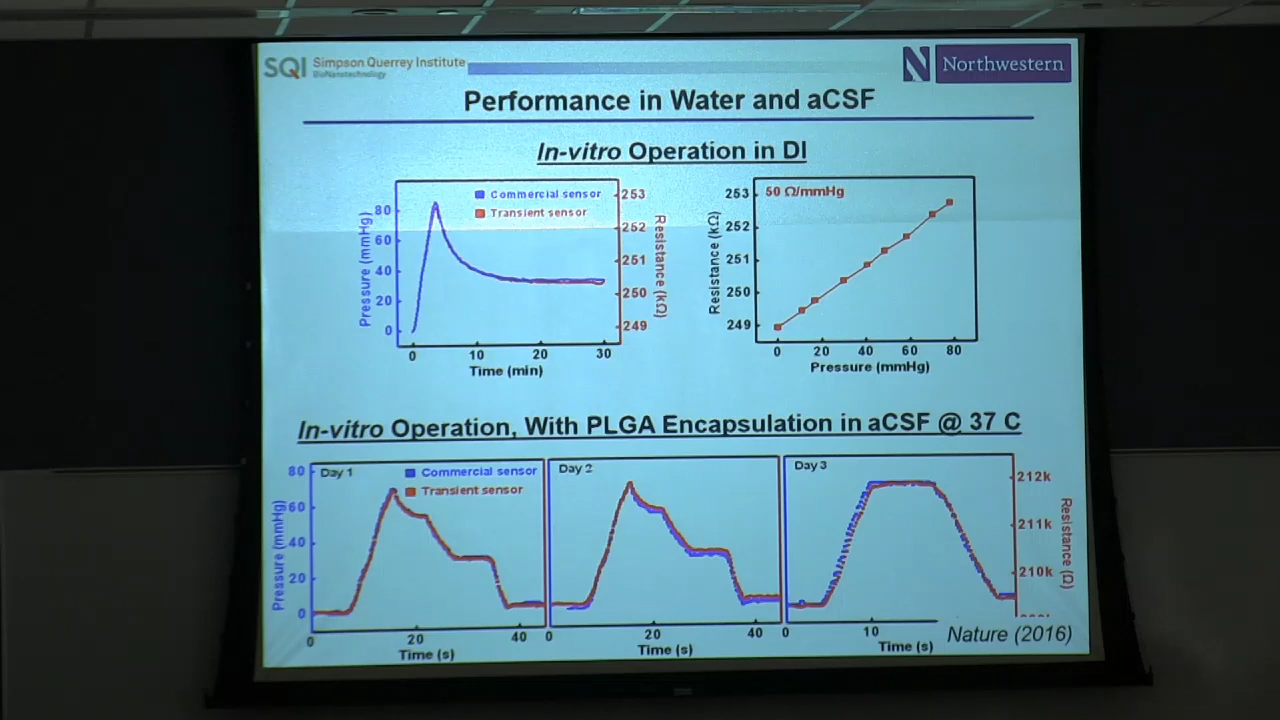 SQI Simpson Querrey Institute
BioNanotechnology
N Northwestern
Performance in Water and aCSF
In-vitro Operation in DI
Commercial sensor
Transient sensor
Pressure (mmHg)
80
60
40
20
0
253
252
251
250
249
Resistance (kΩ)
0 10 20 30
Time (min)
50 Ω/mmHg
Resistance (kΩ)
253
252
251
250
249
0 20 40 60 80
Pressure (mmHg)
In-vitro Operation, With PLGA Encapsulation in aCSF @ 37 C
Day 1
Commercial sensor
Transient sensor
Pressure (mmHg)
80
60
40
20
0
0 20 40
Time (s)
Day 2
0 20 40
Time (s)
Day 3
212k
211k
210k
Resistance (Ω)
0 10
Time (s)
Nature (2016)